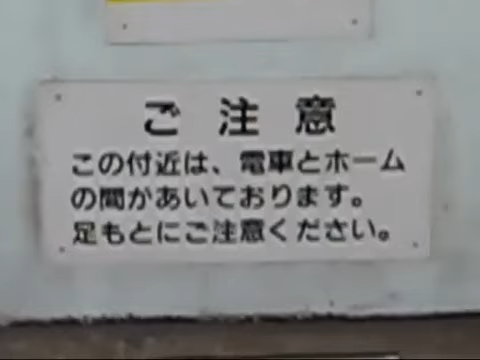 ご注意
この付近は、電車とホーム
の間があいております。
足もとにご注意ください。